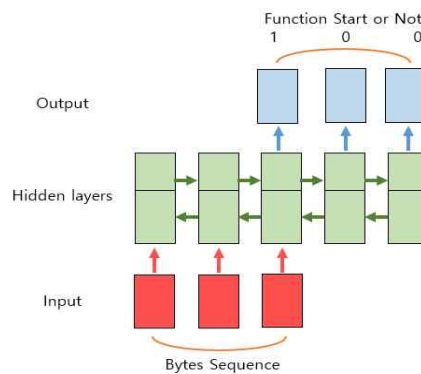 Function Start or Not
1 0 0
Output
Hidden layers
Input
Bytes Sequence